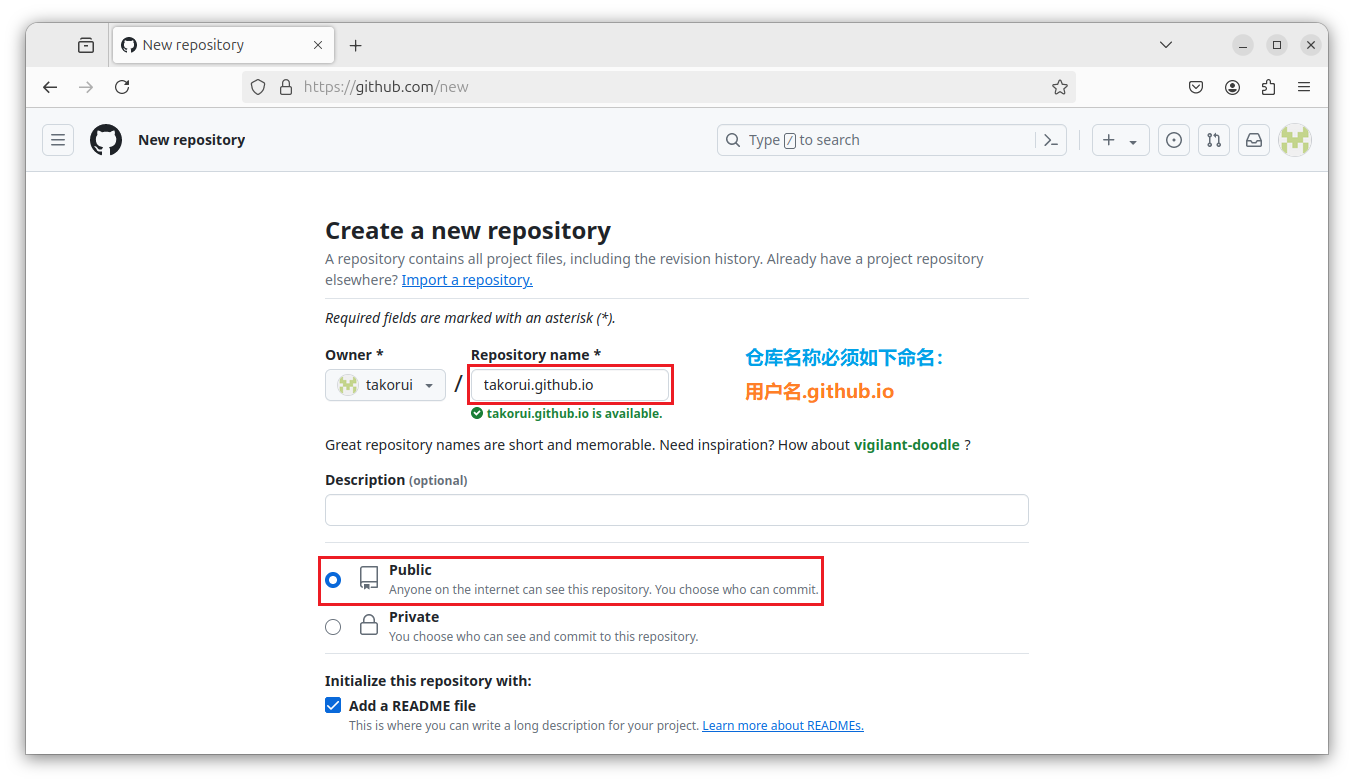 New repository
https://github.com/new
New repository
Type / to search
Create a new repository
A repository contains all project files, including the revision history. Already have a project repository
elsewhere? Import a repository.
Required fields are marked with an asterisk (*).
Owner *
Repository name *
takorui
/
takorui.github.io
takorui.github.io is available.
仓库名称必须如下命名：
用户名.github.io
Great repository names are short and memorable. Need inspiration? How about vigilant-doodle ?
Description (optional)
Public
Anyone on the internet can see this repository. You choose who can commit.
Private
You choose who can see and commit to this repository.
Initialize this repository with:
Add a README file
This is where you can write a long description for your project. Learn more about READMEs.